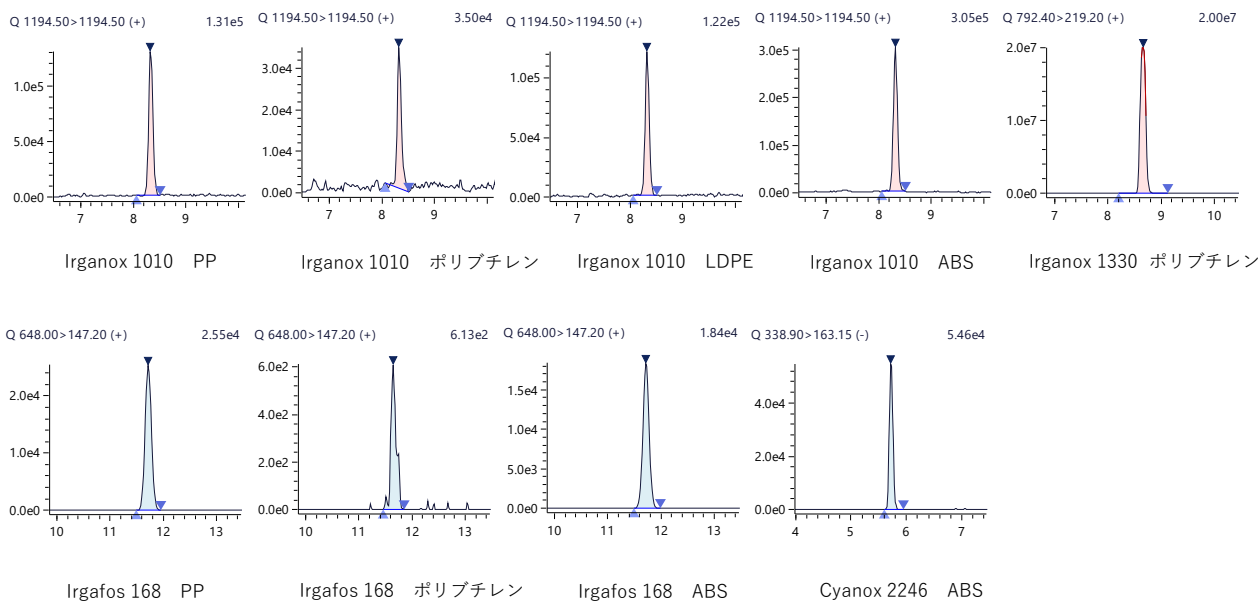 Q 1194.50>1194.50 (+) 1.31e5
1.0e5
5.0e4
0.0e0
7 8 9
Irganox 1010 PP
Q 1194.50>1194.50 (+) 3.50e4
3.0e4
2.0e4
1.0e4
0.0e0
7 8 9
Irganox 1010 ポリブチレン
Q 1194.50>1194.50 (+) 1.22e5
1.0e5
5.0e4
0.0e0
7 8 9
Irganox 1010 LDPE
Q 1194.50>1194.50 (+) 3.05e5
3.0e5
2.0e5
1.0e5
0.0e0
7 8 9
Irganox 1010 ABS
Q 792.40>219.20 (+) 2.00e7
2.0e7
1.0e7
0.0e0
7 8 9 10
Irganox 1330 ポリブチレン
Q 648.00>147.20 (+) 2.55e4
2.0e4
1.0e4
0.0e0
10 11 12 13
Irgafos 168 PP
Q 648.00>147.20 (+) 6.13e2
6.0e2
4.0e2
2.0e2
0.0e0
10 11 12 13
Irgafos 168 ポリブチレン
Q 648.00>147.20 (+) 1.84e4
1.5e4
1.0e4
5.0e3
0.0e0
10 11 12 13
Irgafos 168 ABS
Q 338.90>163.15 (-) 5.46e4
4.0e4
2.0e4
0.0e0
4 5 6 7
Cyanox 2246 ABS